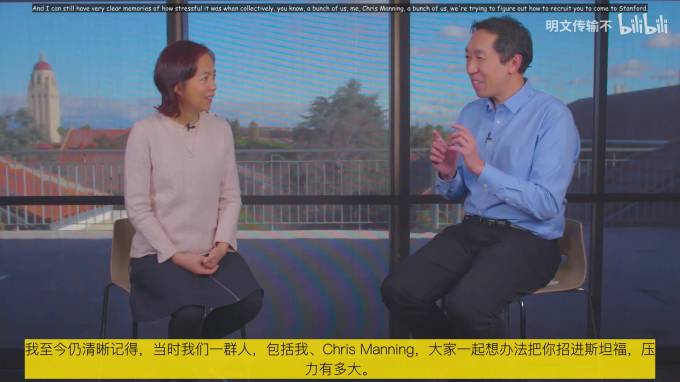 And I can still have very clear memories of how stressful it was when collectively, you know, a bunch of us, me, Chris Manning, a bunch of us, we're trying to figure out how to recruit you to come to Stanford.
明文传输不 bilibili
我至今仍清晰记得，当时我们一群人，包括我、Chris Manning，大家一起想办法把你招进斯坦福，压
力有多大。